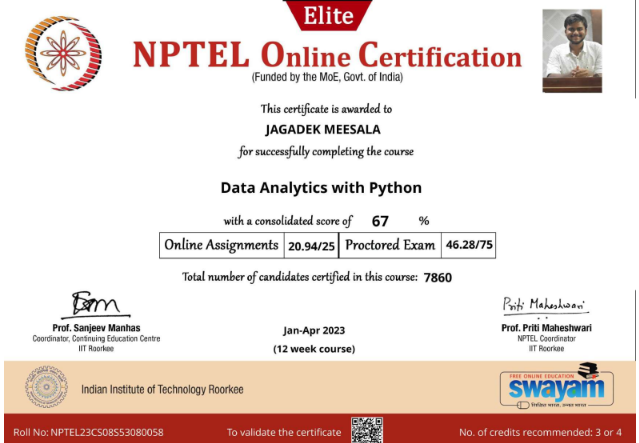 Elite
NPTEL Online Certification
(Funded by the MoE, Govt. of India)
This certificate is awarded to
JAGADEK MEESALA
for successfully completing the course
Data Analytics with Python
with a consolidated score of 67 %
Online Assignments 20.94/25 Proctored Exam 46.28/75
Total number of candidates certified in this course: 7860
Priti Maheshwari
Prof. Sanjeev Manhas
Coordinator, Continuing Education Centre
IIT Roorkee
Jan-Apr 2023
(12 week course)
Prof. Priti Maheshwari
NPTEL Coordinator
IIT Roorkee
Indian Institute of Technology Roorkee
FREE ONLINE EDUCATION
swayam
शिक्षित भारत, उन्नत भारत
Roll No: NPTEL23CS08S53080058
To validate the certificate
No. of credits recommended: 3 or 4